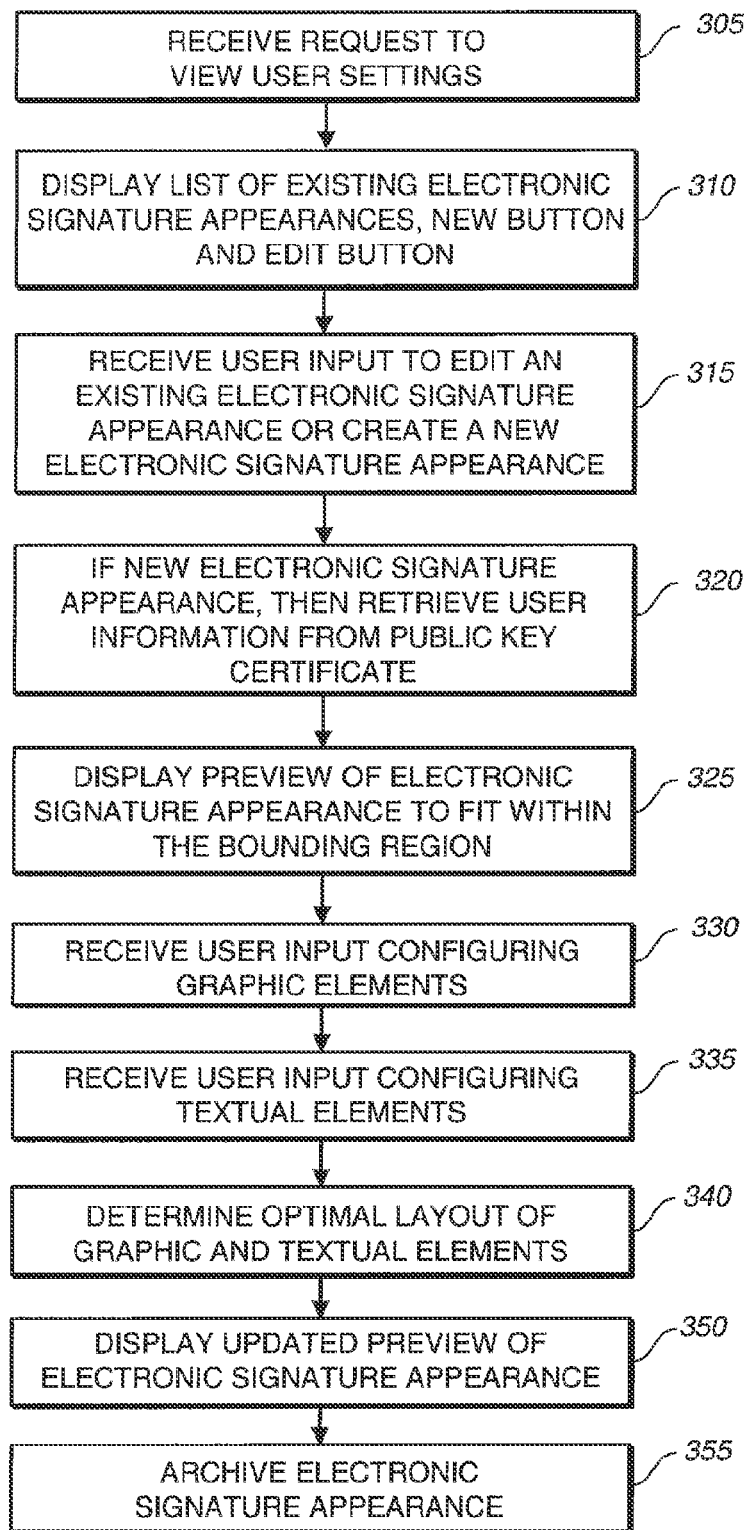 RECEIVE REQUEST TO
VIEW USER SETTINGS
305
DISPLAY LIST OF EXISTING ELECTRONIC
SIGNATURE APPEARANCES, NEW BUTTON
AND EDIT BUTTON
310
RECEIVE USER INPUT TO EDIT AN
EXISTING ELECTRONIC SIGNATURE
APPEARANCE OR CREATE A NEW
ELECTRONIC SIGNATURE APPEARANCE
315
IF NEW ELECTRONIC SIGNATURE
APPEARANCE, THEN RETRIEVE USER
INFORMATION FROM PUBLIC KEY
CERTIFICATE
320
DISPLAY PREVIEW OF ELECTRONIC
SIGNATURE APPEARANCE TO FIT WITHIN
THE BOUNDING REGION
325
RECEIVE USER INPUT CONFIGURING
GRAPHIC ELEMENTS
330
RECEIVE USER INPUT CONFIGURING
TEXTUAL ELEMENTS
335
DETERMINE OPTIMAL LAYOUT OF
GRAPHIC AND TEXTUAL ELEMENTS
340
DISPLAY UPDATED PREVIEW OF
ELECTRONIC SIGNATURE APPEARANCE
350
ARCHIVE ELECTRONIC
SIGNATURE APPEARANCE
355